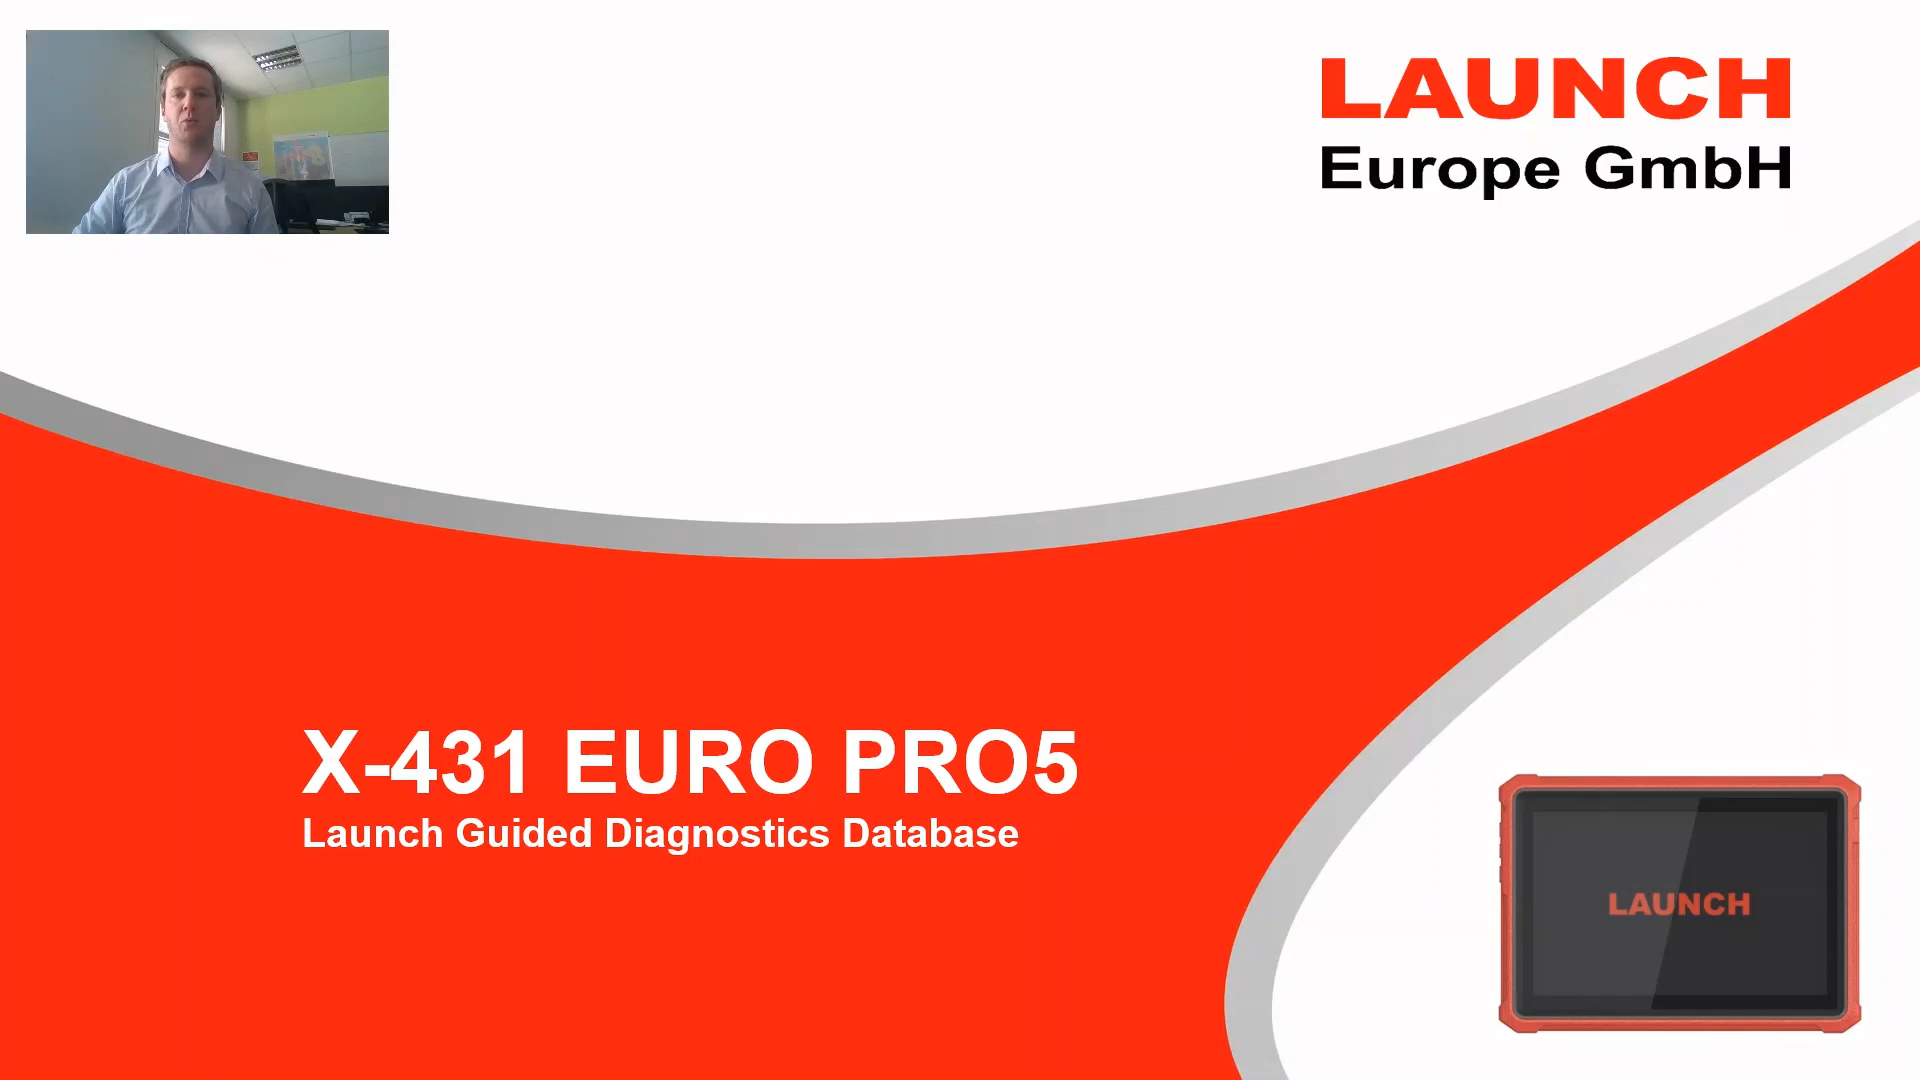 LAUNCH
Europe GmbH
X-431 EURO PRO5
Launch Guided Diagnostics Database
LAUNCH